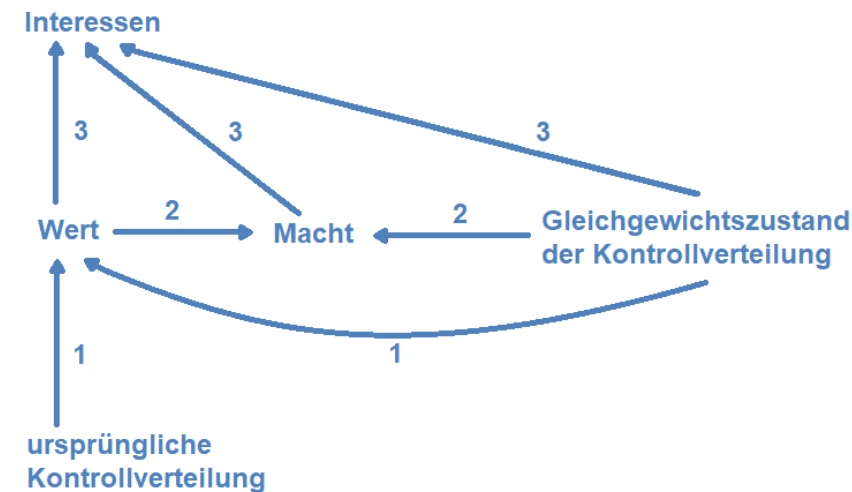 Interessen
3
3
3
Wert
2
Macht
2
Gleichgewichtszustand
der Kontrollverteilung
1
1
ursprüngliche
Kontrollverteilung